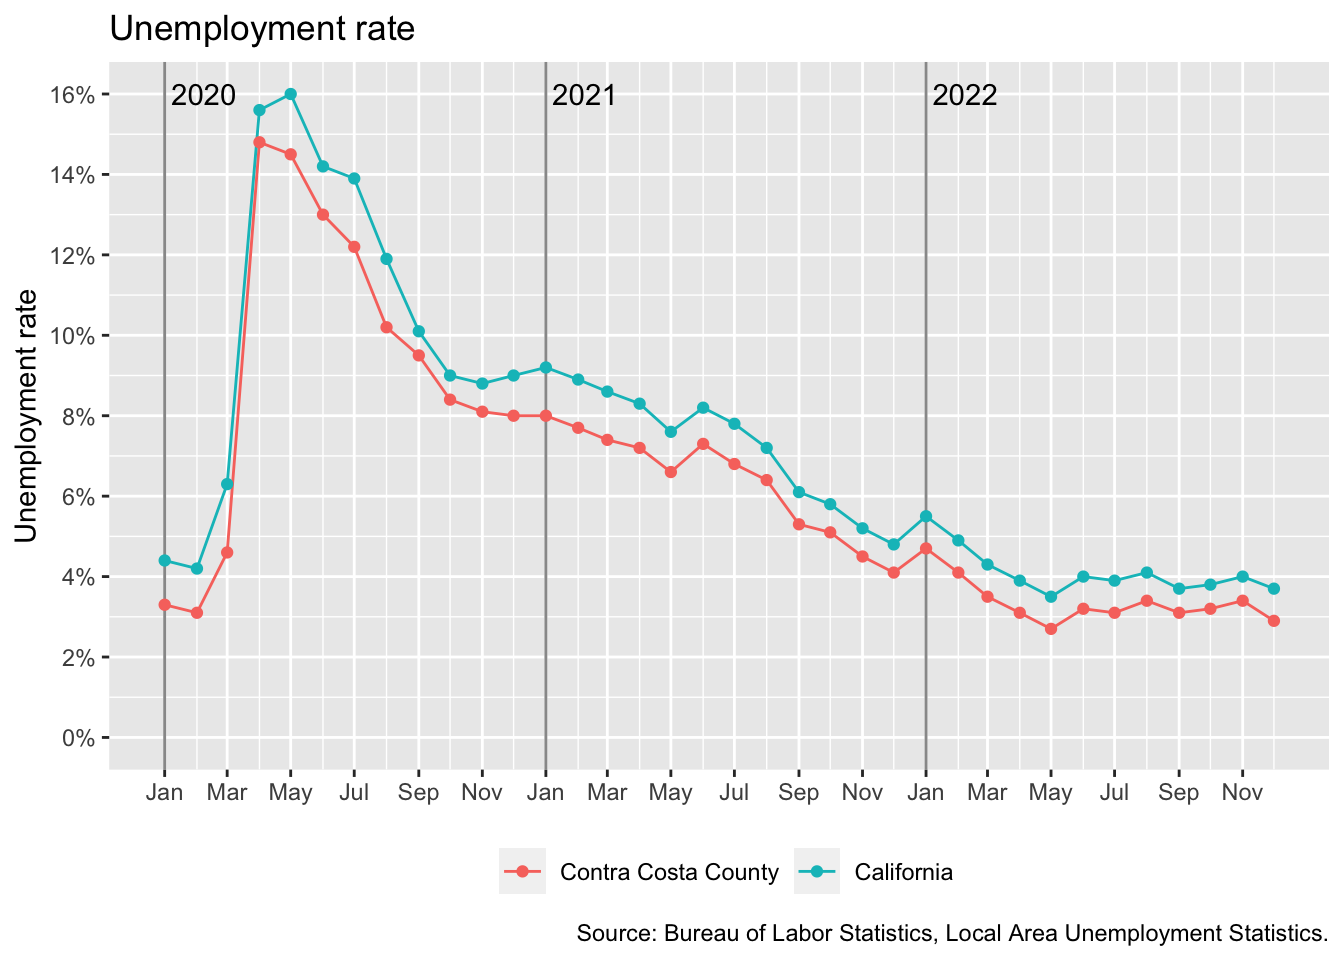 Unemployment rate
2020 2021 2022
16%
14%
12%
10%
8%
6%
4%
2%
0%
Unemployment rate
Jan Mar May Jul Sep Nov Jan Mar May Jul Sep Nov Jan Mar May Jul Sep Nov
Contra Costa County California
Source: Bureau of Labor Statistics, Local Area Unemployment Statistics.